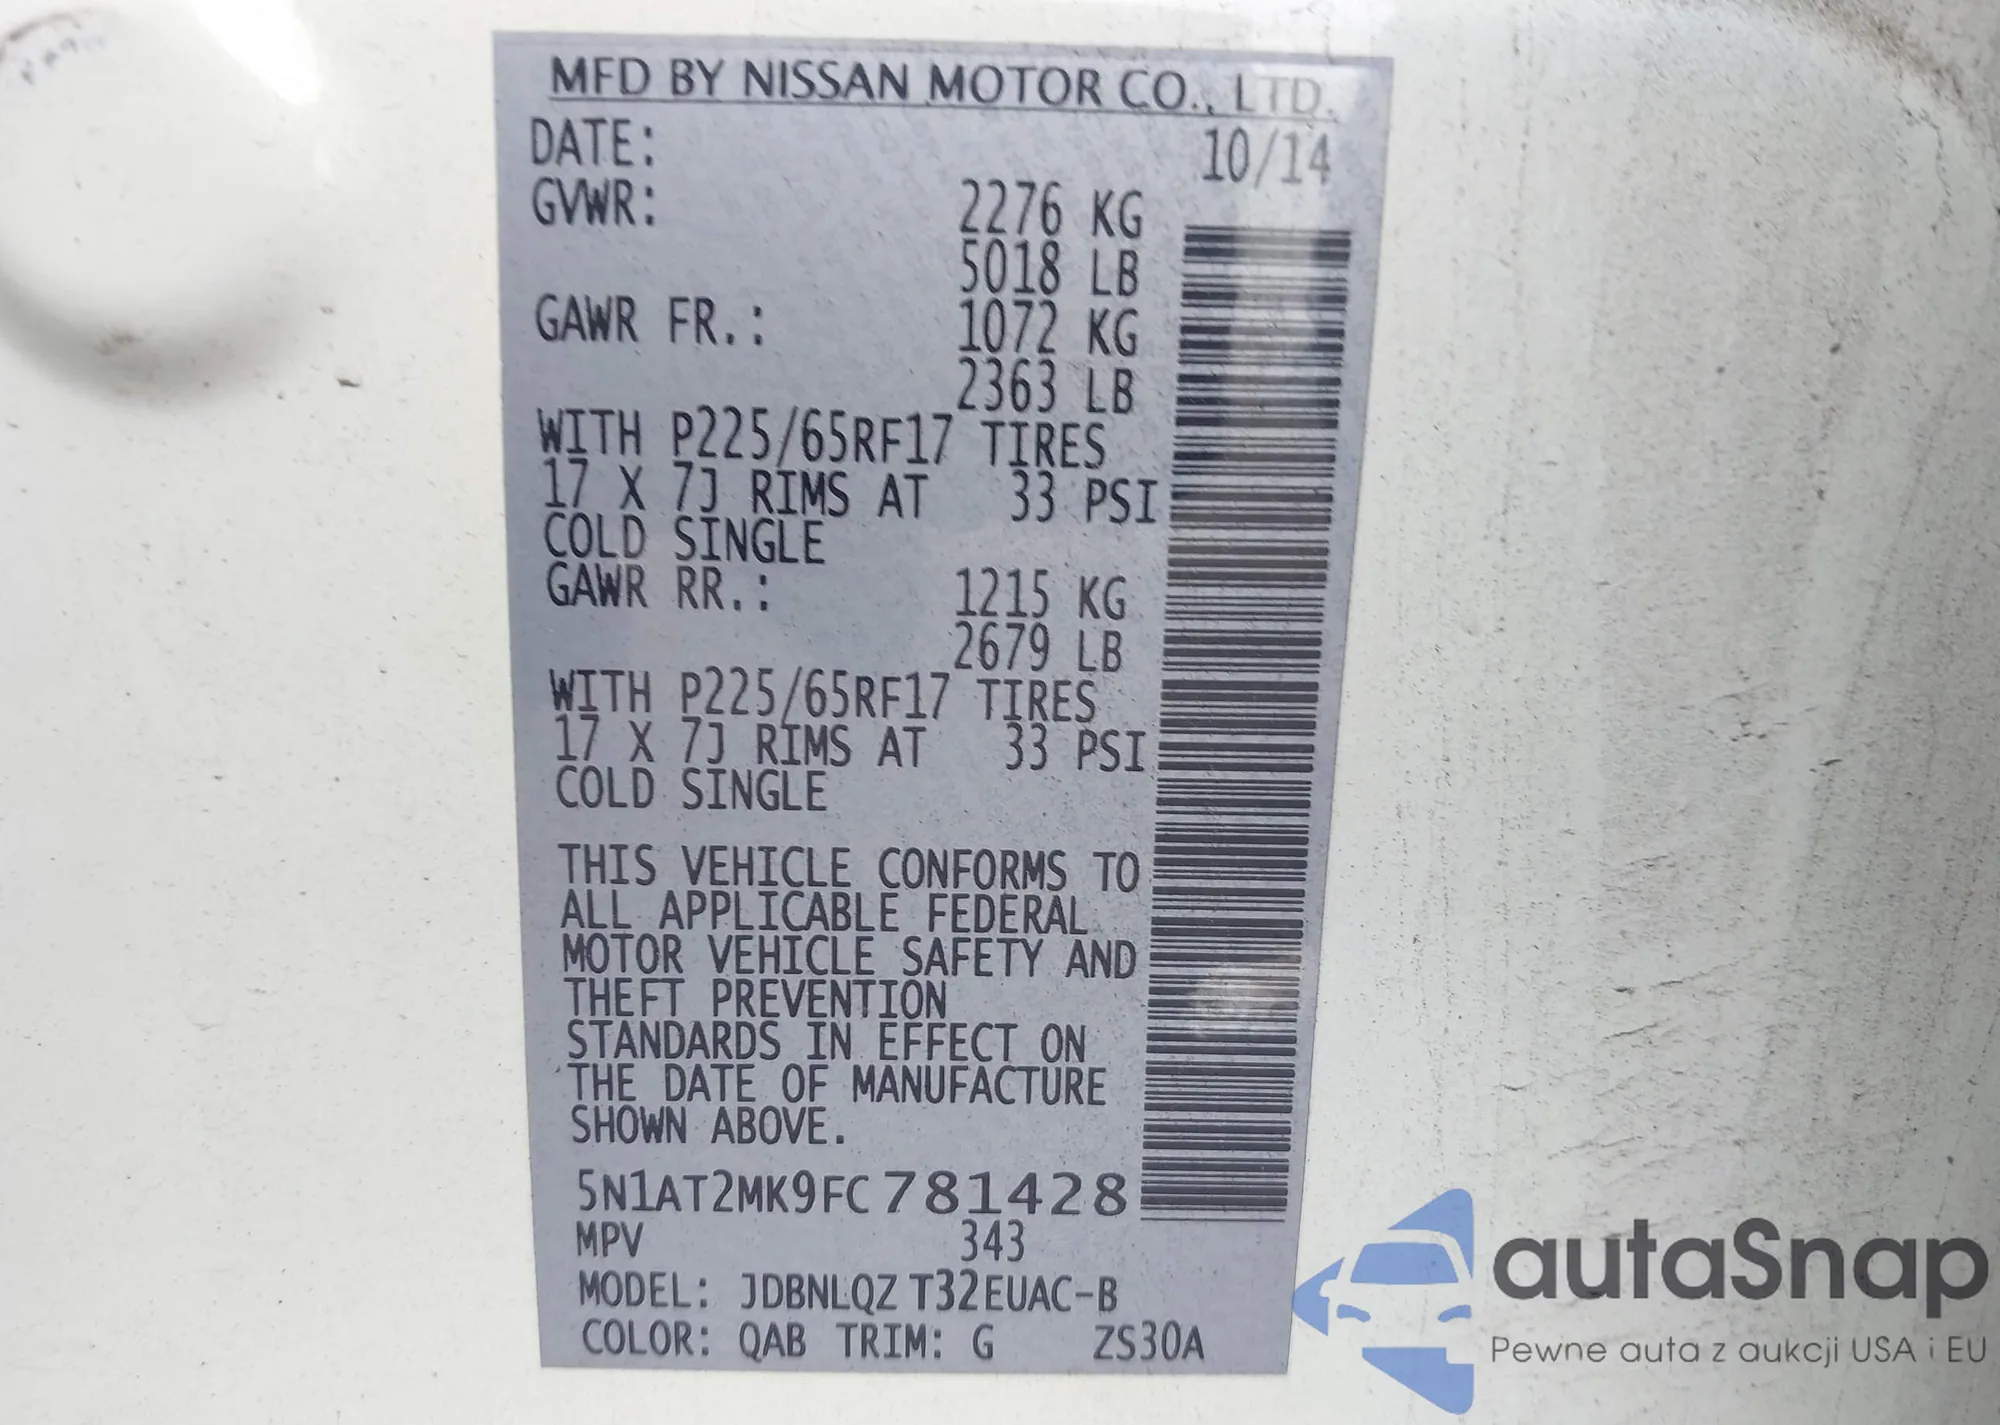 MFD BY NISSAN MOTOR CO., LTD.
DATE: 10/14
GVWR: 2276 KG
5018 LB
GAWR FR.: 1072 KG
2363 LB
WITH P225/65RF17 TIRES
17 X 7J RIMS AT 33 PSI
COLD SINGLE
GAWR RR.: 1215 KG
2679 LB
WITH P225/65RF17 TIRES
17 X 7J RIMS AT 33 PSI
COLD SINGLE
THIS VEHICLE CONFORMS TO
ALL APPLICABLE FEDERAL
MOTOR VEHICLE SAFETY AND
THEFT PREVENTION
STANDARDS IN EFFECT ON
THE DATE OF MANUFACTURE
SHOWN ABOVE.
5N1AT2MK9FC781428
MPV 343
MODEL: JDBNLQZ T32EUAC-B
COLOR: QAB TRIM: G ZS30A
autaSnap
Pewne auta z aukcji USA i EU